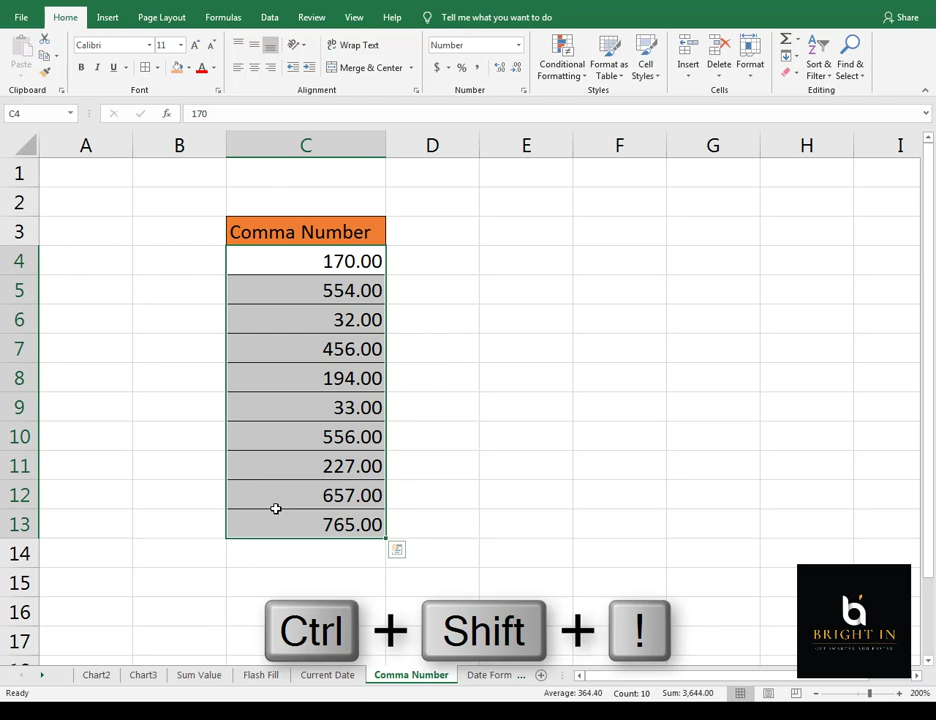 File Home Insert Page Layout Formulas Data Review View Help Tell me what you want to do Share
Calibri 11 Wrap Text Number
Paste B I U Merge & Center $ % Conditional Formatting Format as Table Cell Styles Insert Delete Format Sort & Filter Find & Select
Clipboard Font Alignment Number Styles Cells Editing
C4 fx 170
A B C D E F G H I
1
2
3 Comma Number
4 170.00
5 554.00
6 32.00
7 456.00
8 194.00
9 33.00
10 556.00
11 227.00
12 657.00
13 765.00
14
15
16
17
Ctrl + Shift + !
BRIGHT IN
Chart2 Chart3 Sum Value Flash Fill Current Date Comma Number Date Form ...
Ready Average: 364.40 Count: 10 Sum: 3,644.00 200%